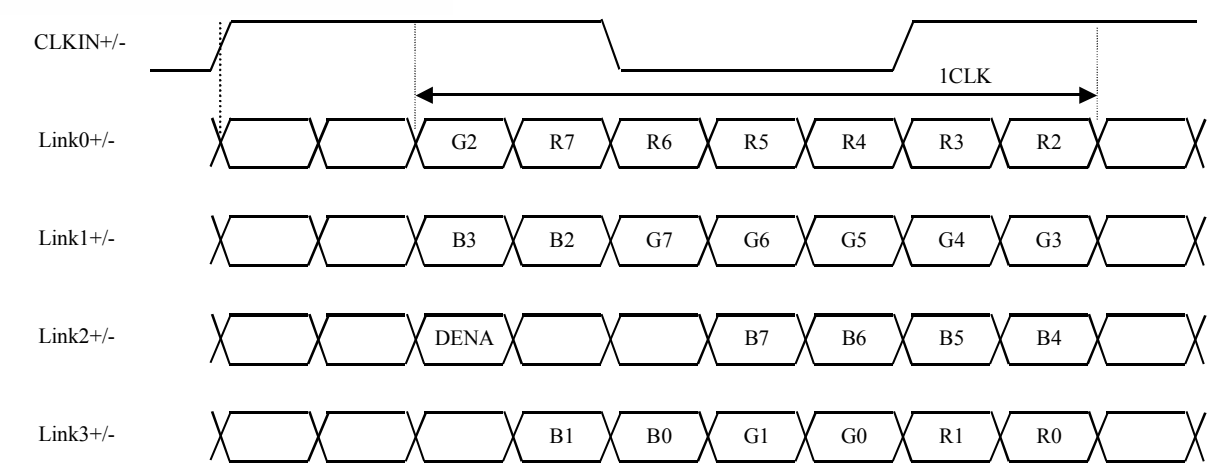 CLKIN+/-
1CLK
Link0+/- G2 R7 R6 R5 R4 R3 R2
Link1+/- B3 B2 G7 G6 G5 G4 G3
Link2+/- DENA B7 B6 B5 B4
Link3+/- B1 B0 G1 G0 R1 R0